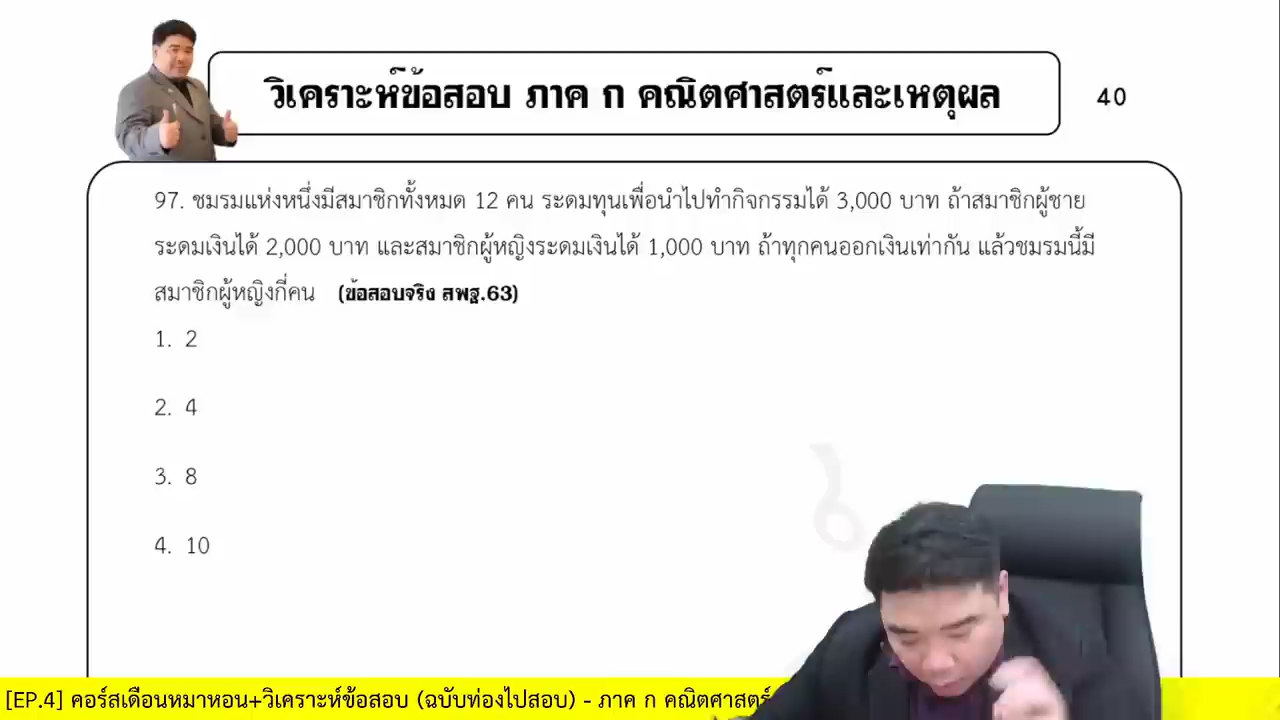 วิเคราะห์ข้อสอบ ภาค ก คณิตศาสตร์และเหตุผล
40
97. ชมรมแห่งหนึ่งมีสมาชิกทั้งหมด 12 คน ระดมทุนเพื่อนำไปทำกิจกรรมได้ 3,000 บาท ถ้าสมาชิกผู้ชาย
ระดมเงินได้ 2,000 บาท และสมาชิกผู้หญิงระดมเงินได้ 1,000 บาท ถ้าทุกคนออกเงินเท่ากัน แล้วชมรมนี้มี
สมาชิกผู้หญิงกี่คน (ข้อสอบจริง สพฐ.63)
1. 2
2. 4
3. 8
4. 10
[EP.4] คอร์สเดือนหมาหอน+วิเคราะห์ข้อสอบ (ฉบับท่องไปสอบ) - ภาค ก คณิตศาสตร์